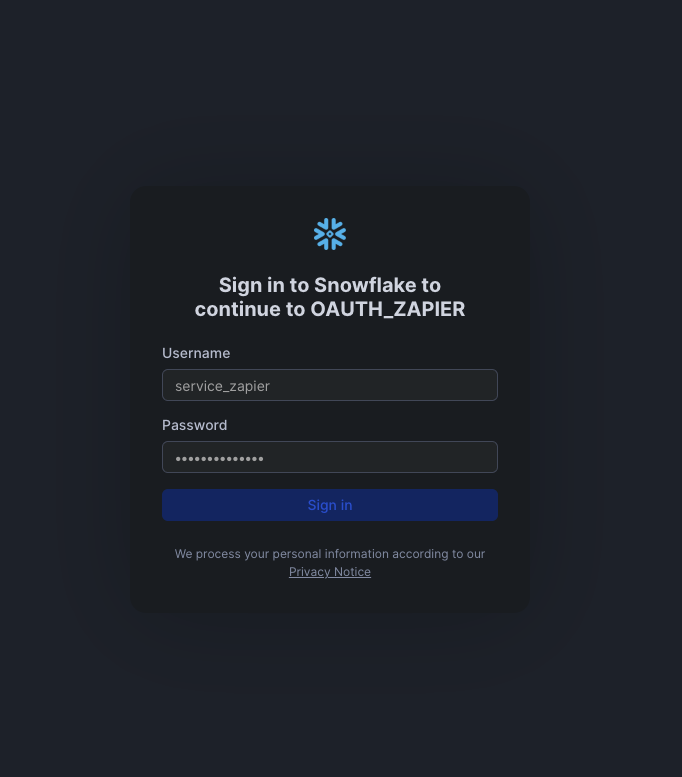 Sign in to Snowflake to
continue to OAUTH_ZAPIER
Username
service_zapier
Password
••••••••••••••
Sign in
We process your personal information according to our
Privacy Notice